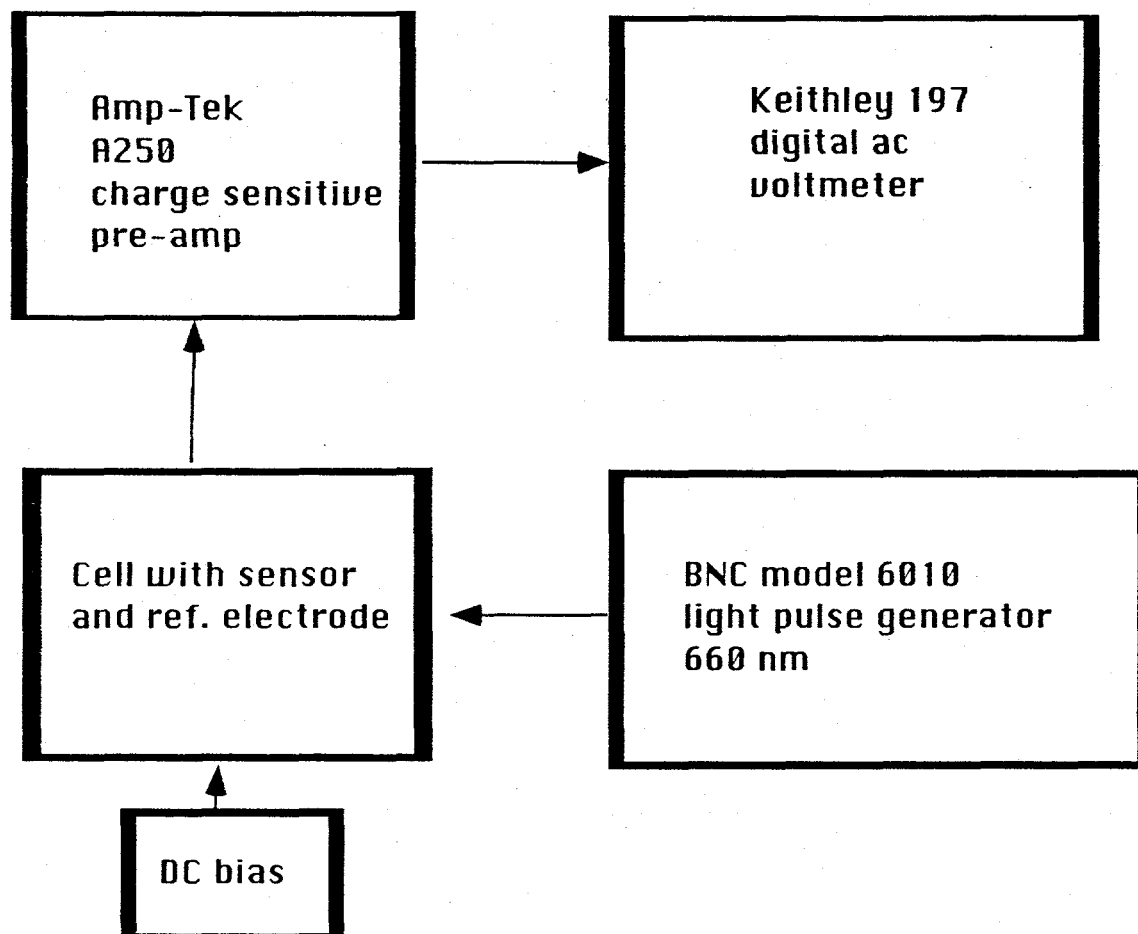 Amp-Tek
A250
charge sensitive
pre-amp
Keithley 197
digital ac
voltmeter
Cell with sensor
and ref. electrode
BNC model 6010
light pulse generator
660 nm
DC bias